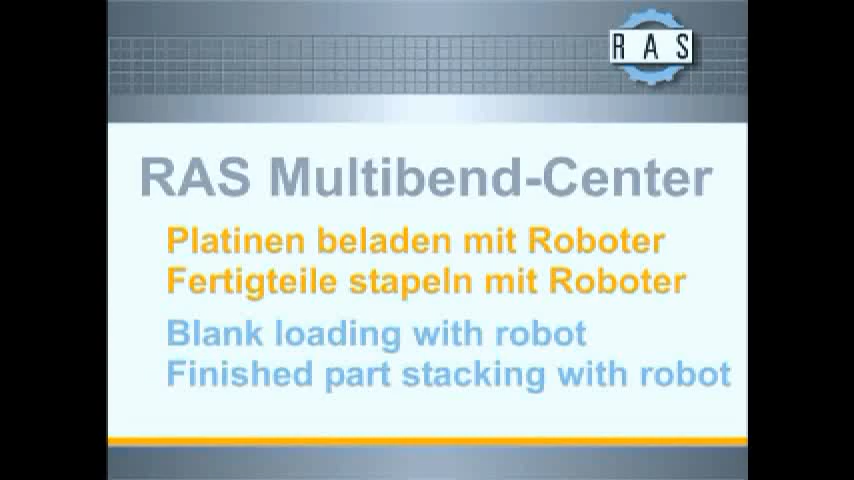 RAS
RAS Multibend-Center
Platinen beladen mit Roboter
Fertigteile stapeln mit Roboter
Blank loading with robot
Finished part stacking with robot